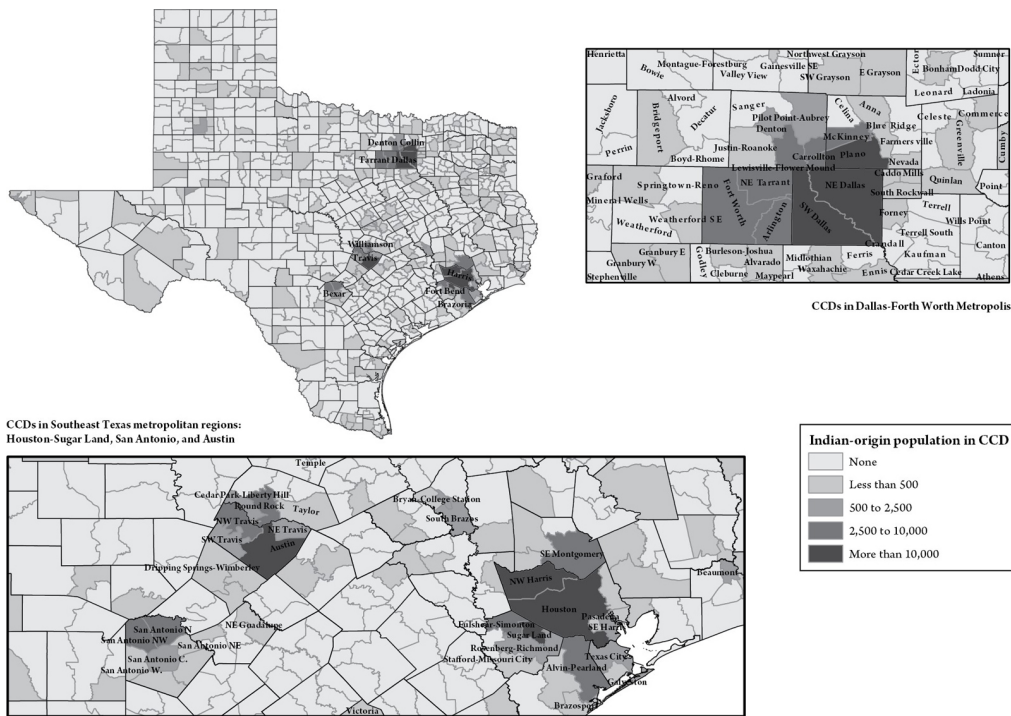 Denton Collin
Tarrant Dallas
Williamson
Travis
Harris
Bexar
Fort Bend
Brazoria
Henrietta
Montague-Forestburg
Bowie
Valley View
Northwest Grayson
Gainesville SE
SW Grayson
E Grayson
Ector
Sumner
Bonham
Dodd City
Leonard
Ladonia
Jacksboro
Perrin
Bridgeport
Alvord
Decatur
Boyd-Rhome
Sanger
Pilot Point-Aubrey
Denton
Celina
Anna
McKinney
Blue Ridge
Farmersville
Celeste
Commerce
Greenville
Cumby
Justin-Roanoke
Carrollton
Plano
Lewisville-Flower Mound
Nevada
Caddo Mills
Graford
Springtown-Reno
Mineral Wells
Weatherford SE
Weatherford
Fort Worth
NE Tarrant
Arlington
NE Dallas
SW Dallas
South Rockwall
Quinlan
Point
Forney
Terrell
Wills Point
Terrell South
Crandall
Kaufman
Canton
Granbury E
Granbury W
Stephenville
Godley
Burleson-Joshua
Alvarado
Cleburne
Maypearl
Midlothian
Waxahachie
Ferris
Ennis
Cedar Creek Lake
Athens
CCDs in Dallas-Forth Worth Metropolis
CCDs in Southeast Texas metropolitan regions:
Houston-Sugar Land, San Antonio, and Austin
Temple
Cedar Park-Liberty Hill
Round Rock
Taylor
NW Travis
NE Travis
SW Travis
Austin
Dripping Springs-Wimberley
Bryan-College Station
South Brazos
SE Montgomery
NW Harris
Houston
Beaumont
Pasadena
SE Harris
Fulshear-Simonton
Sugar Land
Rosenberg-Richmond
Stafford-Missouri City
Texas City
Alvin-Pearland
Galveston
Brazosport
San Antonio N
San Antonio NW
NE Guadalupe
San Antonio NE
San Antonio C.
San Antonio W.
Victoria
Indian-origin population in CCD
None
Less than 500
500 to 2,500
2,500 to 10,000
More than 10,000